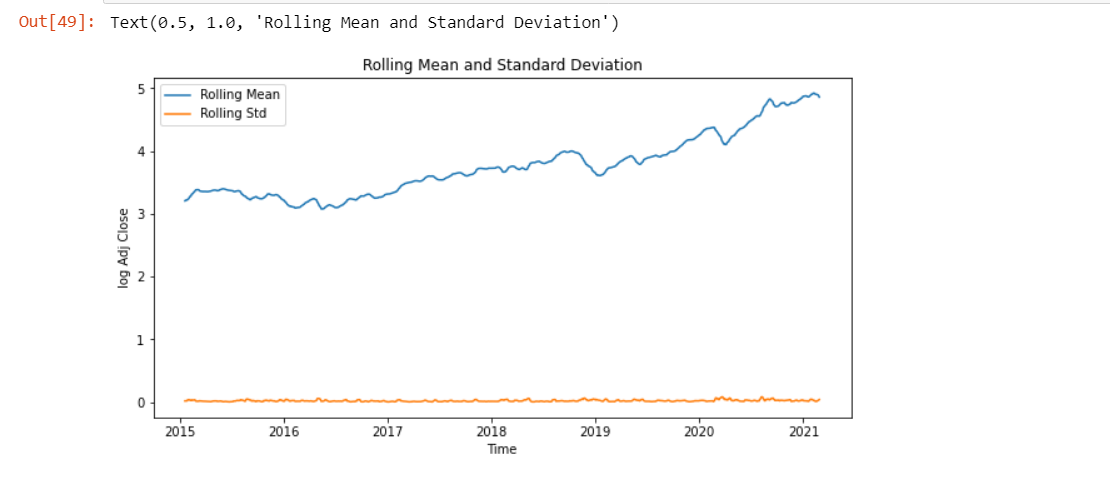 Out[49]: Text(0.5, 1.0, 'Rolling Mean and Standard Deviation')
Rolling Mean and Standard Deviation
Rolling Mean
Rolling Std
log Adj Close
5
4
3
2
1
0
2015 2016 2017 2018 2019 2020 2021
Time